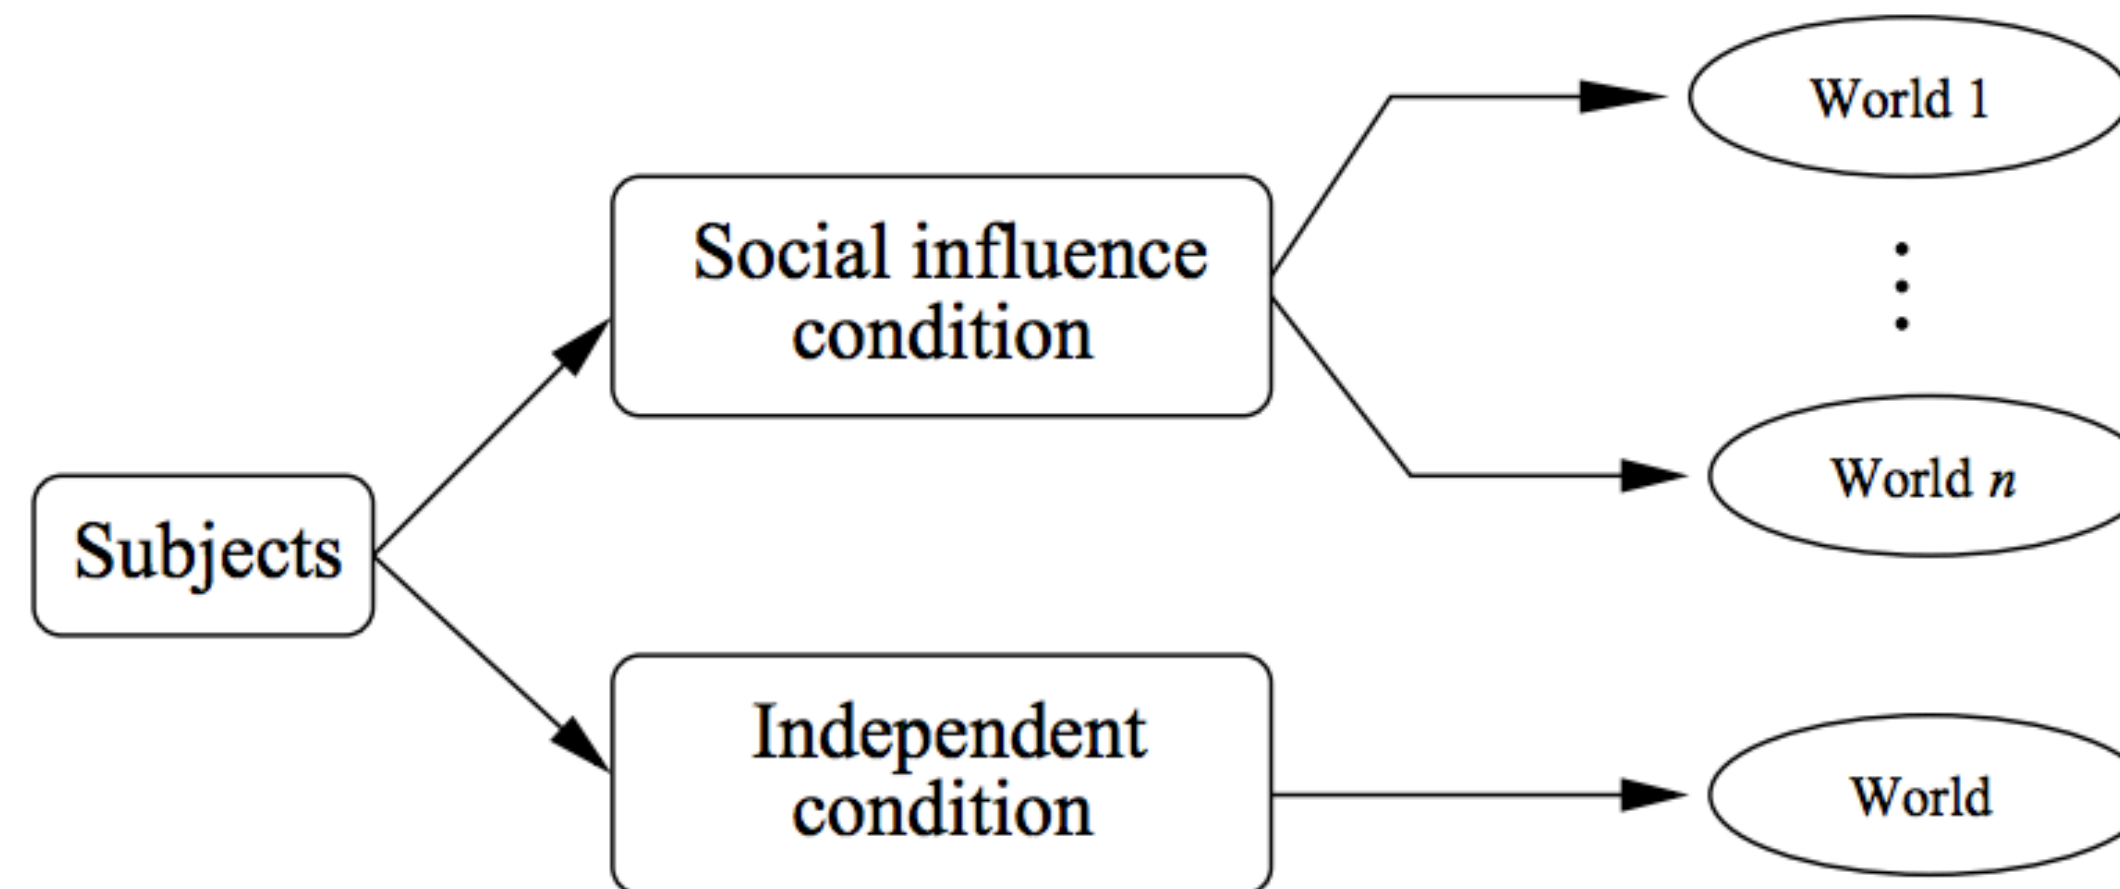 World 1
Social influence
condition
World n
Subjects
Independent
condition
World